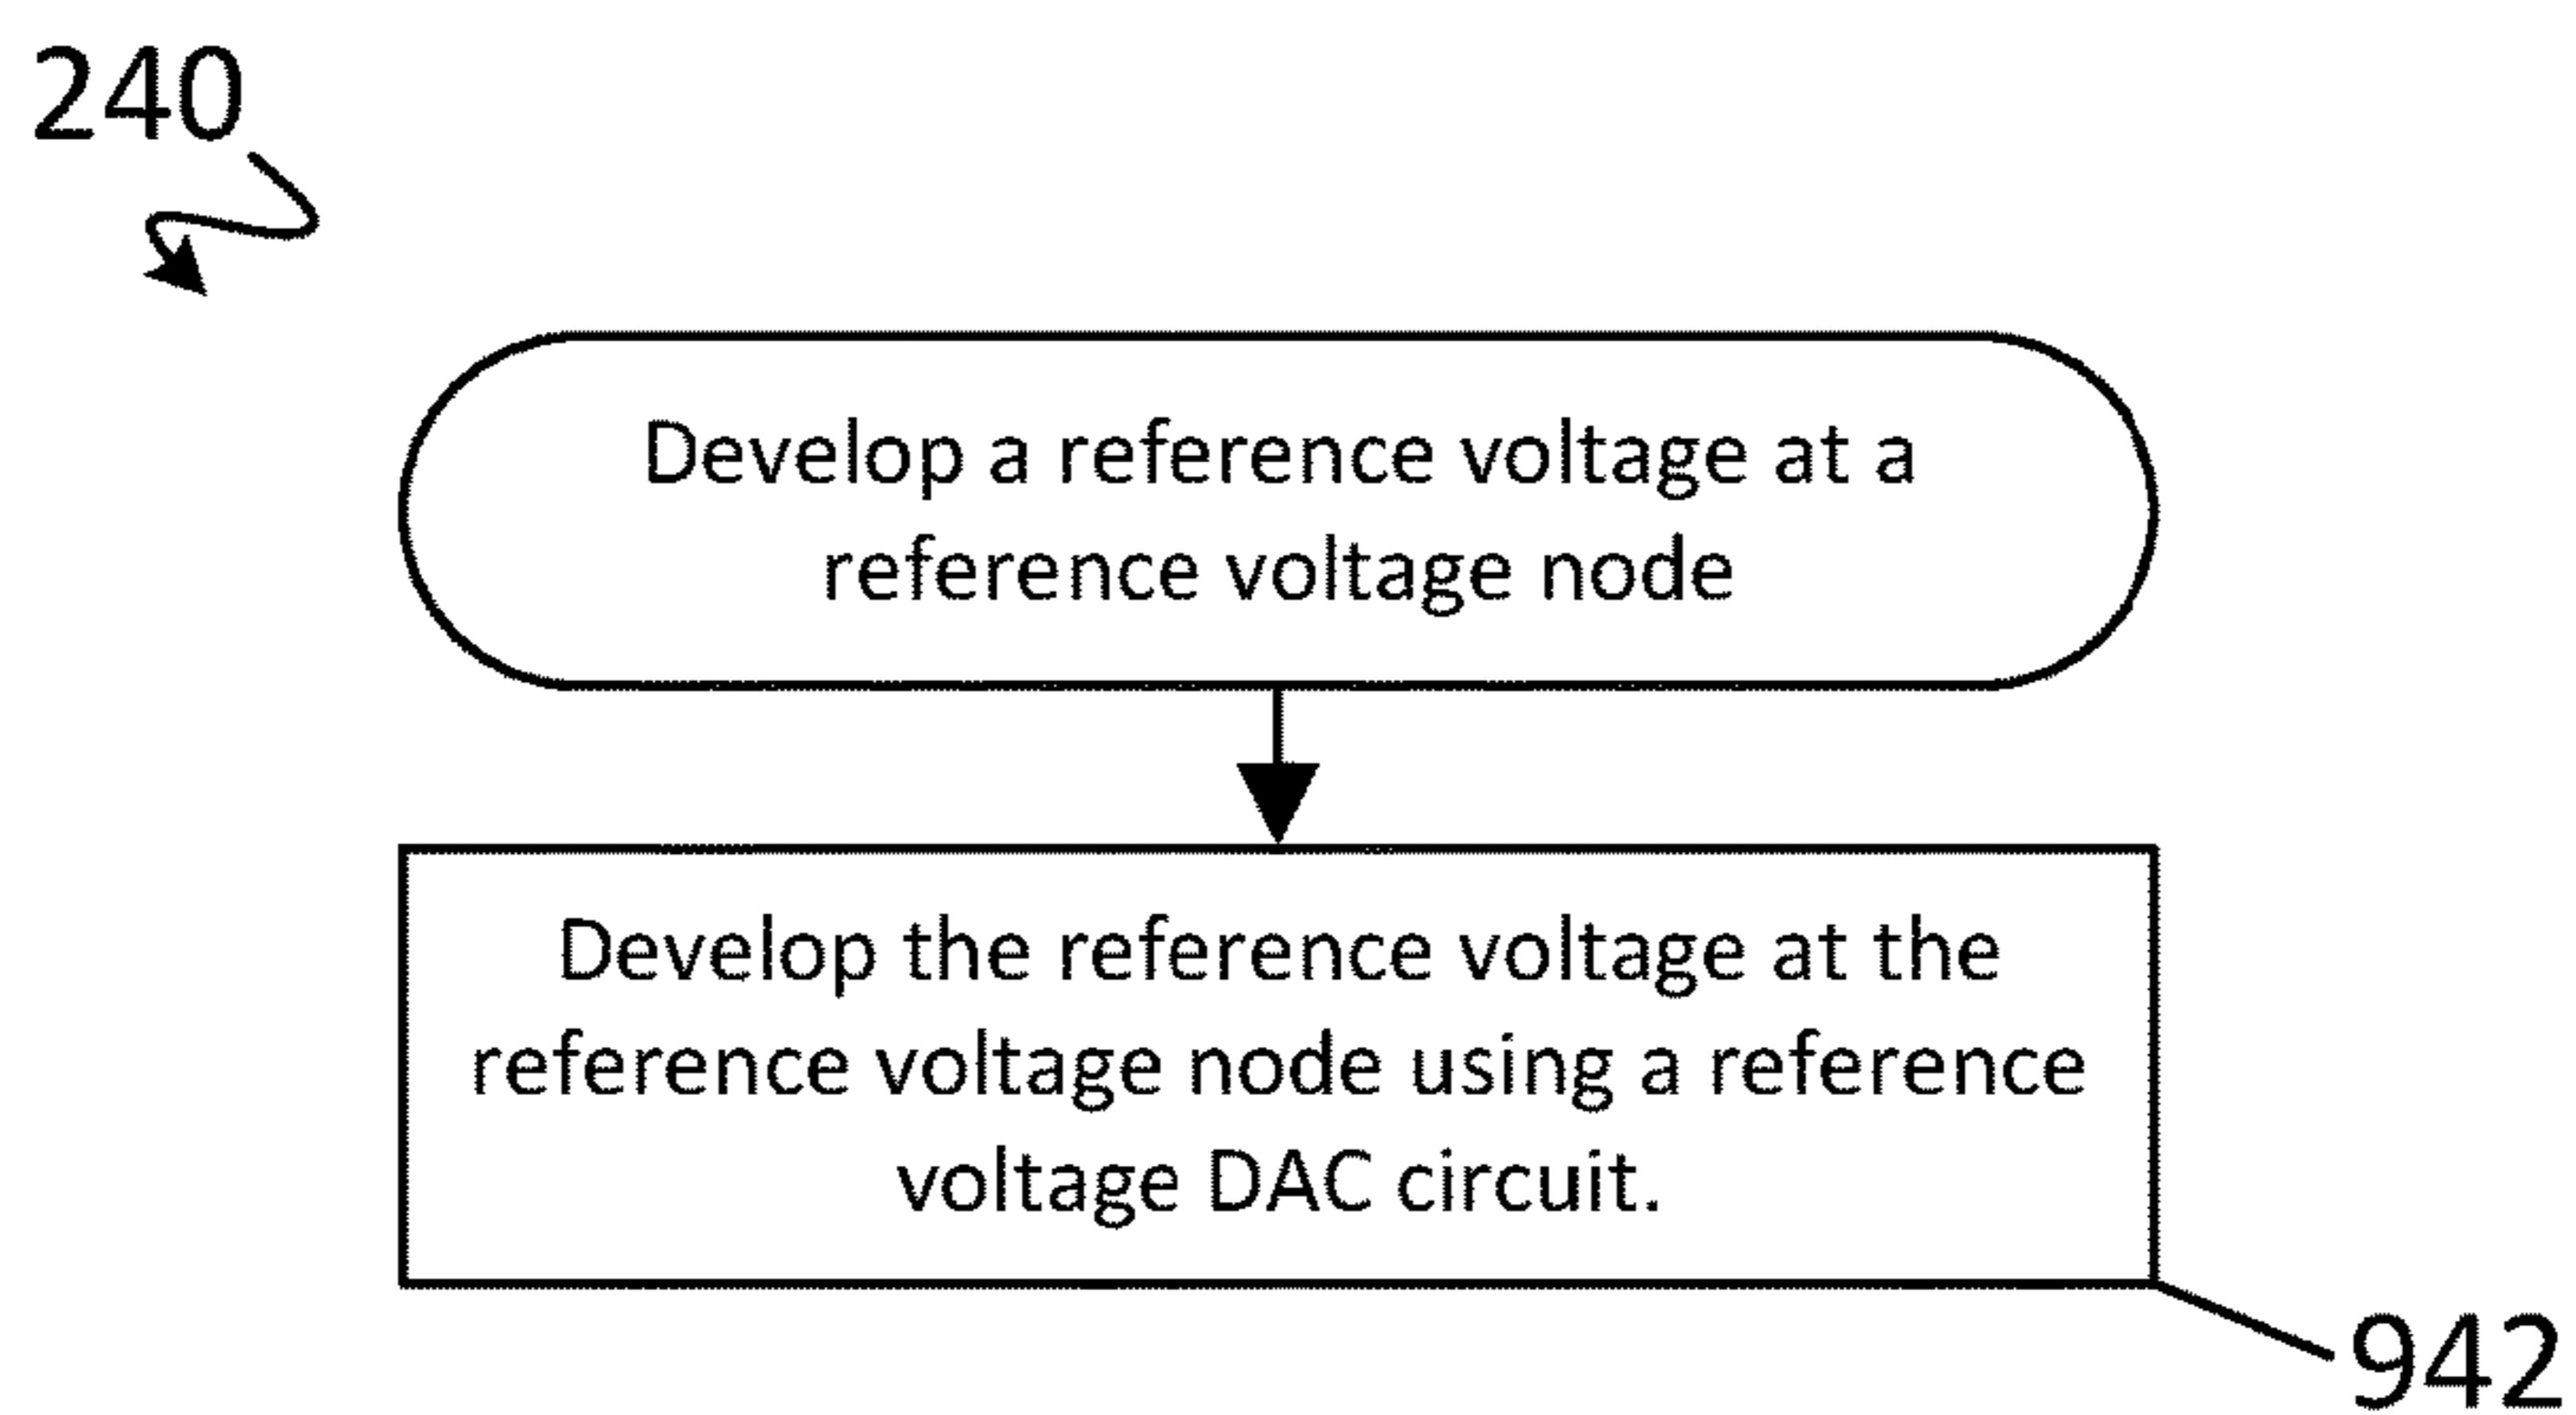 240
Develop a reference voltage at a
reference voltage node
Develop the reference voltage at the
reference voltage node using a reference
voltage DAC circuit.
942